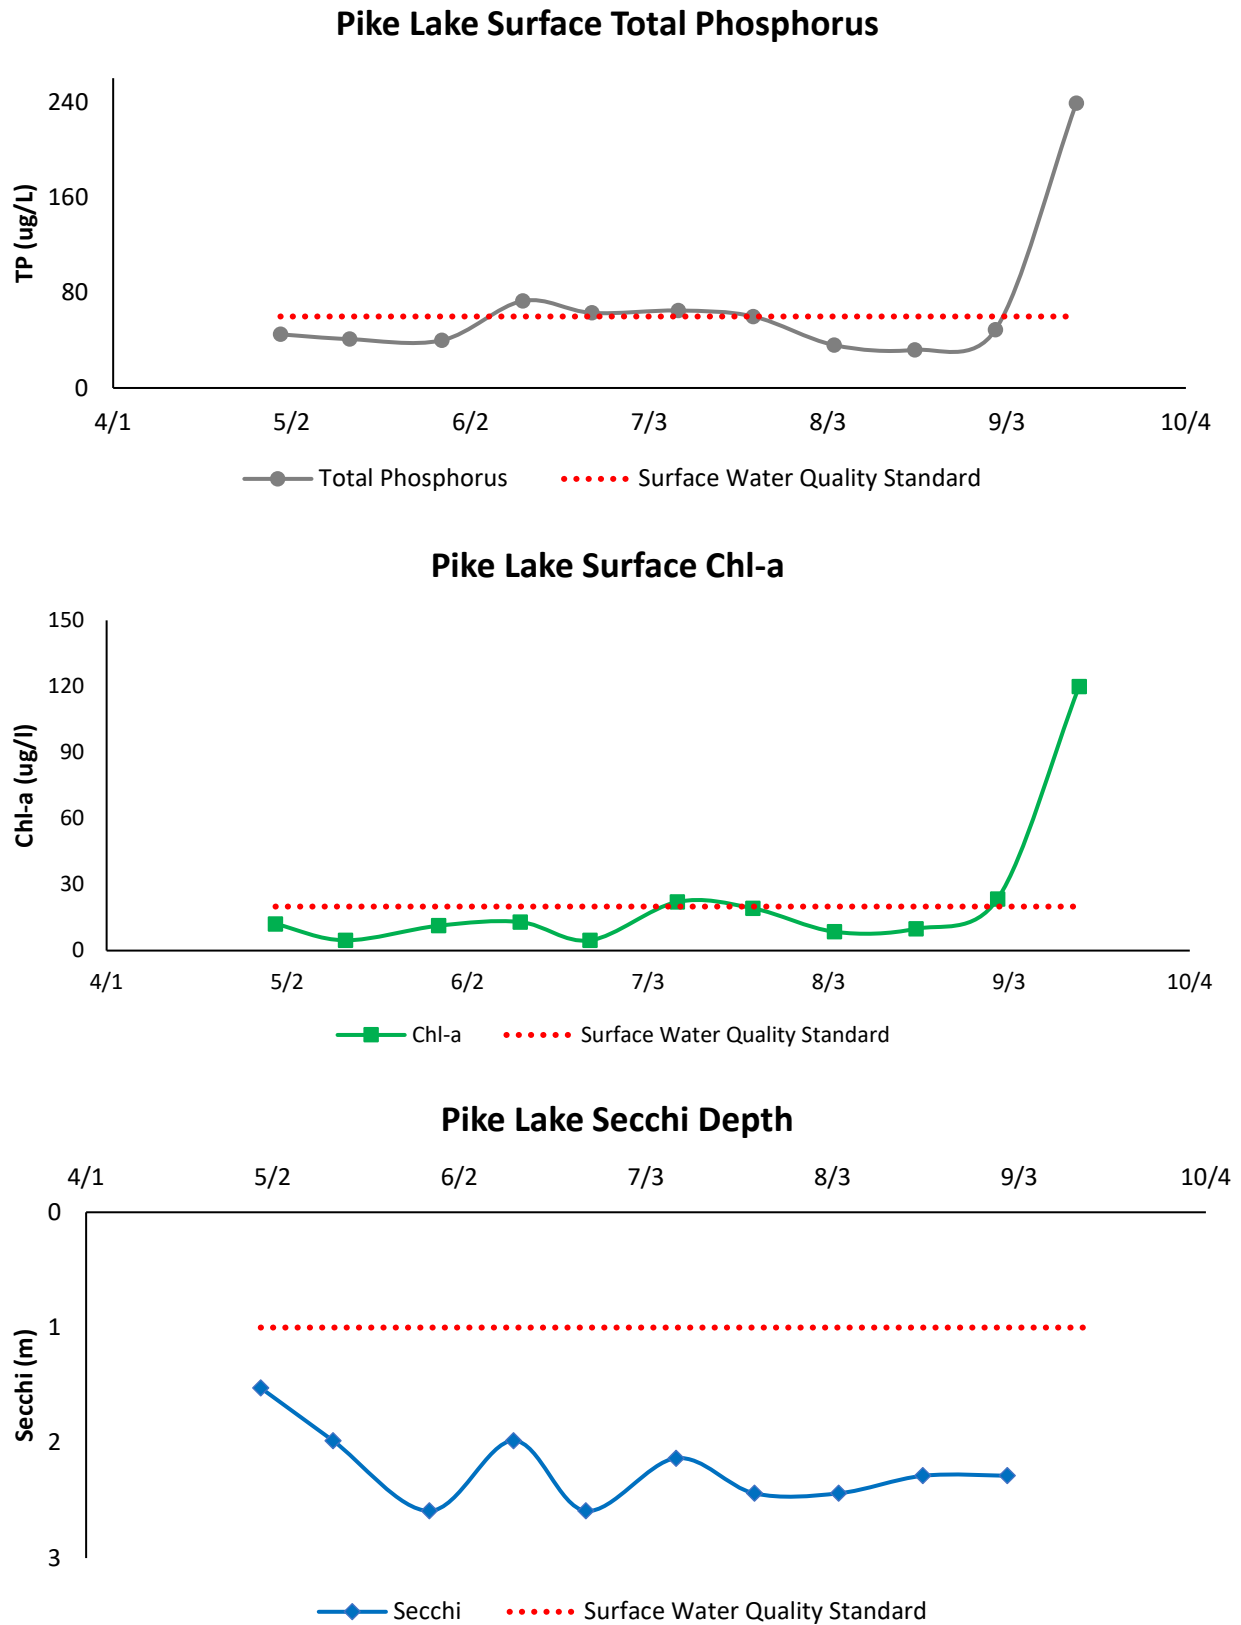 Pike Lake Surface Total Phosphorus
240
160
80
0
TP (ug/L)
4/1 5/2 6/2 7/3 8/3 9/3 10/4
Total Phosphorus Surface Water Quality Standard
Pike Lake Surface Chl-a
150
120
90
60
30
0
Chl-a (ug/l)
4/1 5/2 6/2 7/3 8/3 9/3 10/4
Chl-a Surface Water Quality Standard
Pike Lake Secchi Depth
4/1 5/2 6/2 7/3 8/3 9/3 10/4
0
1
2
3
Secchi (m)
Secchi Surface Water Quality Standard